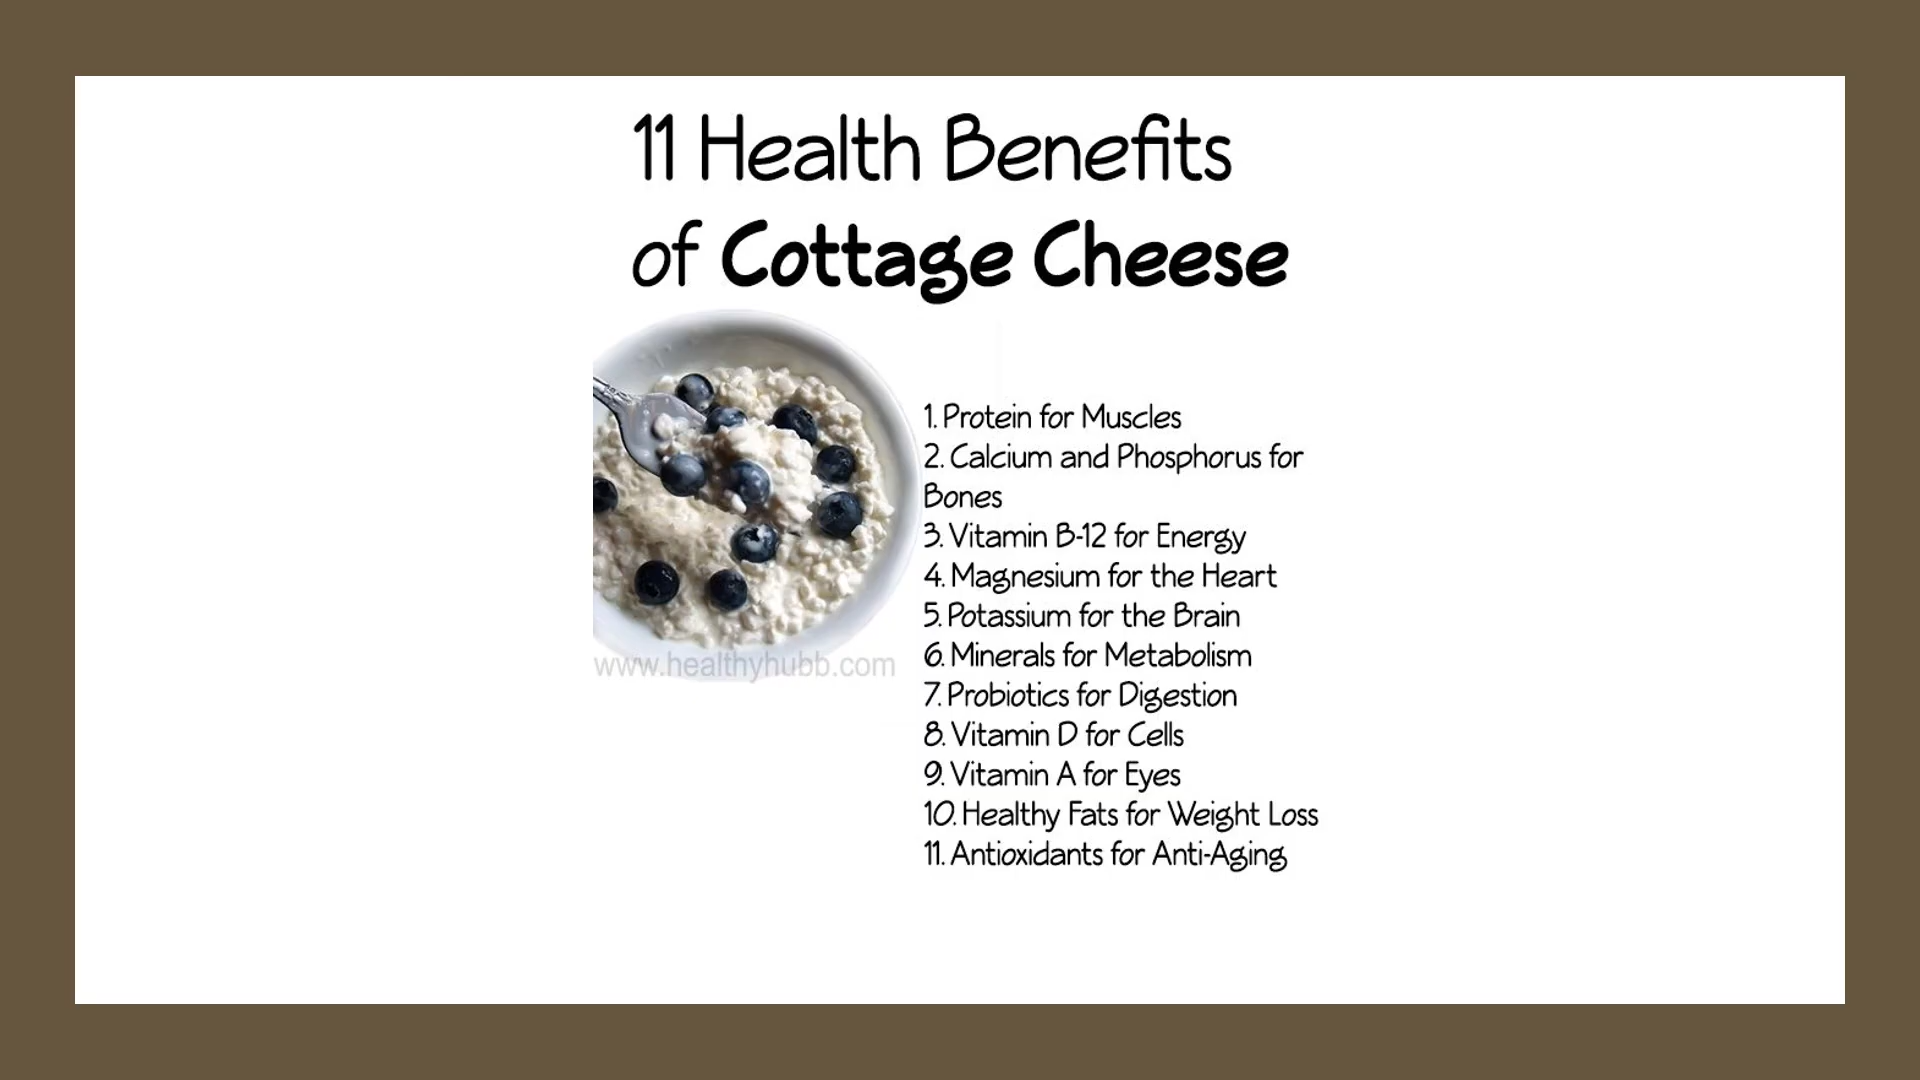 11 Health Benefits
of Cottage Cheese
1. Protein for Muscles
2. Calcium and Phosphorus for
Bones
3. Vitamin B-12 for Energy
4. Magnesium for the Heart
5. Potassium for the Brain
6. Minerals for Metabolism
7. Probiotics for Digestion
8. Vitamin D for Cells
9. Vitamin A for Eyes
10. Healthy Fats for Weight Loss
11. Antioxidants for Anti-Aging
www.healthyhubb.com